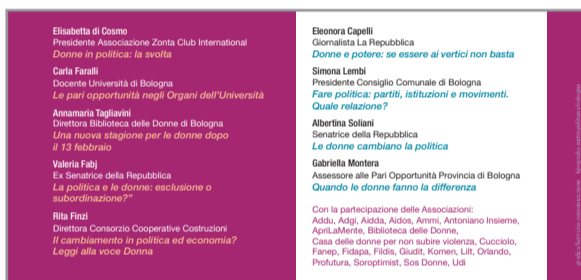 Elisabetta di Cosmo
Presidente Associazione Zonta Club International
Donne in politica: la svolta
Carla Faralli
Docente Università di Bologna
Le pari opportunità negli Organi dell'Università
Annamaria Tagliavini
Direttora Biblioteca delle Donne di Bologna
Una nuova stagione per le donne dopo
il 13 febbraio
Valeria Fabj
Ex Senatrice della Repubblica
La politica e le donne: esclusione o
subordinazione?"
Rita Finzi
Direttora Consorzio Cooperative Costruzioni
Il cambiamento in politica ed economia?
Leggi alla voce Donna
Eleonora Capelli
Giornalista La Repubblica
Donne e potere: se essere ai vertici non basta
Simona Lembi
Presidente Consiglio Comunale di Bologna
Fare politica: partiti, istituzioni e movimenti.
Quale relazione?
Albertina Soliani
Senatrice della Repubblica
Le donne cambiano la politica
Gabriella Montera
Assessore alle Pari Opportunità Provincia di Bologna
Quando le donne fanno la differenza
Con la partecipazione delle Associazioni:
Addu, Adgi, Aidda, Aidos, Ammi, Antoniano Insieme,
ApriLaMente, Biblioteca delle Donne,
Casa delle donne per non subire violenza, Cucciolo,
Fanep, Fidapa, Fildis, Giudit, Komen, Lilt, Orlando,
Profutura, Soroptimist, Sos Donne, Udi